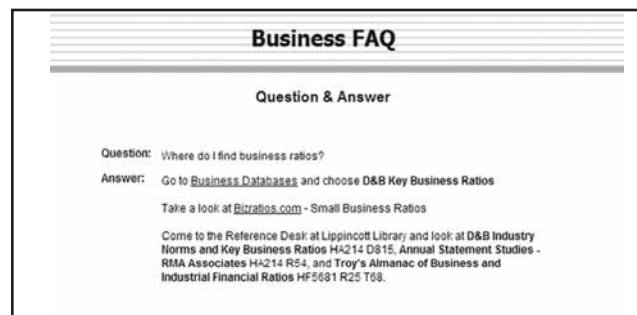 Business FAQ
Question & Answer
Question: Where do I find business ratios?
Answer: Go to Business Databases and choose D&B Key Business Ratios
Take a look at Bizratios.com - Small Business Ratios
Come to the Reference Desk at Lippincott Library and look at D&B Industry
Norms and Key Business Ratios HA214 D815, Annual Statement Studies -
RMA Associates HA214 R54, and Troy's Almanac of Business and
Industrial Financial Ratios HF5681 R25 T68.